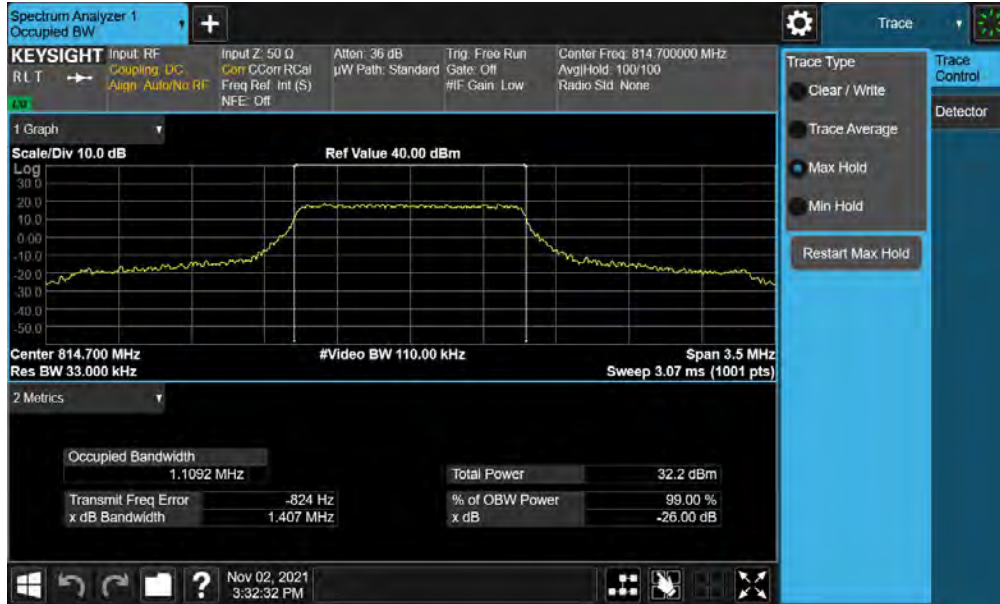 Spectrum Analyzer 1
Occupied BW
+
Trace
KEYSIGHT
RLT
LXI
Input: RF
Coupling: DC
Align: Auto/No RF
Input Z: 50 Ω
Corr CCorr RCal
Freq Ref: Int (S)
NFE: Off
Atten: 36 dB
µW Path: Standard
Trig: Free Run
Gate: Off
#IF Gain: Low
Center Freq: 814.700000 MHz
Avg|Hold: 100/100
Radio Std: None
Trace Type
Clear / Write
Trace Average
Max Hold
Min Hold
Restart Max Hold
Trace
Control
Detector
1 Graph
Scale/Div 10.0 dB
Ref Value 40.00 dBm
Log
30.0
20.0
10.0
0.00
-10.0
-20.0
-30.0
-40.0
-50.0
Center 814.700 MHz
#Video BW 110.00 kHz
Span 3.5 MHz
Res BW 33.000 kHz
Sweep 3.07 ms (1001 pts)
2 Metrics
Occupied Bandwidth
1.1092 MHz
Total Power 32.2 dBm
Transmit Freq Error -824 Hz
% of OBW Power 99.00 %
x dB Bandwidth 1.407 MHz
x dB -26.00 dB
?
Nov 02, 2021
3:32:32 PM